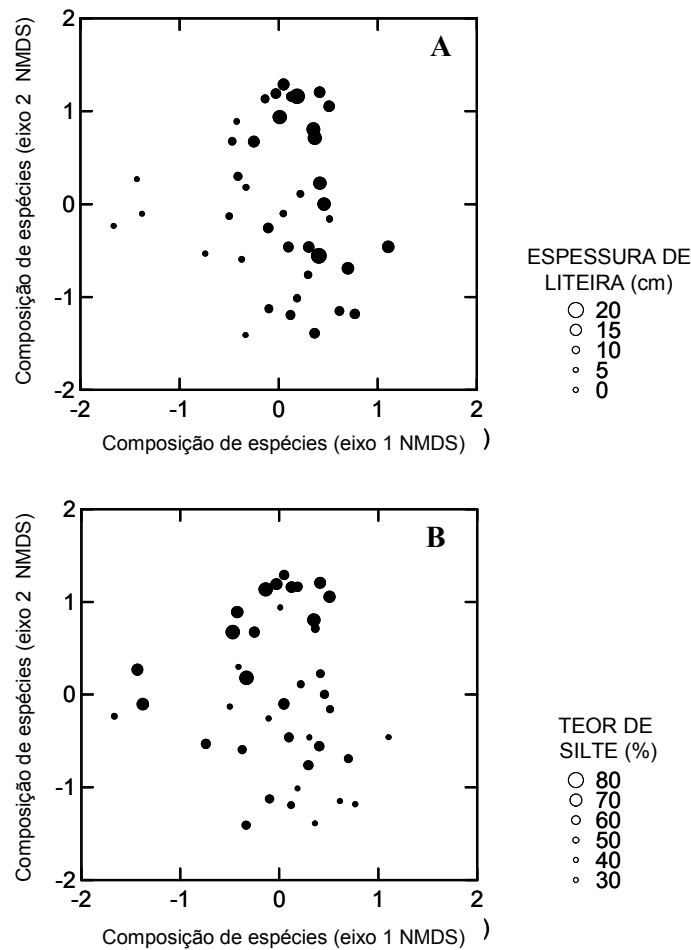 A
2
1
0
-1
-2
-2 -1 0 1 2
Composição de espécies (eixo 2 NMDS)
Composição de espécies (eixo 1 NMDS) )
ESPESSURA DE
LITEIRA (cm)
20
15
10
5
0
B
2
1
0
-1
-2
-2 -1 0 1 2
Composição de espécies (eixo 2 NMDS)
Composição de espécies (eixo 1 NMDS) )
TEOR DE
SILTE (%)
80
70
60
50
40
30